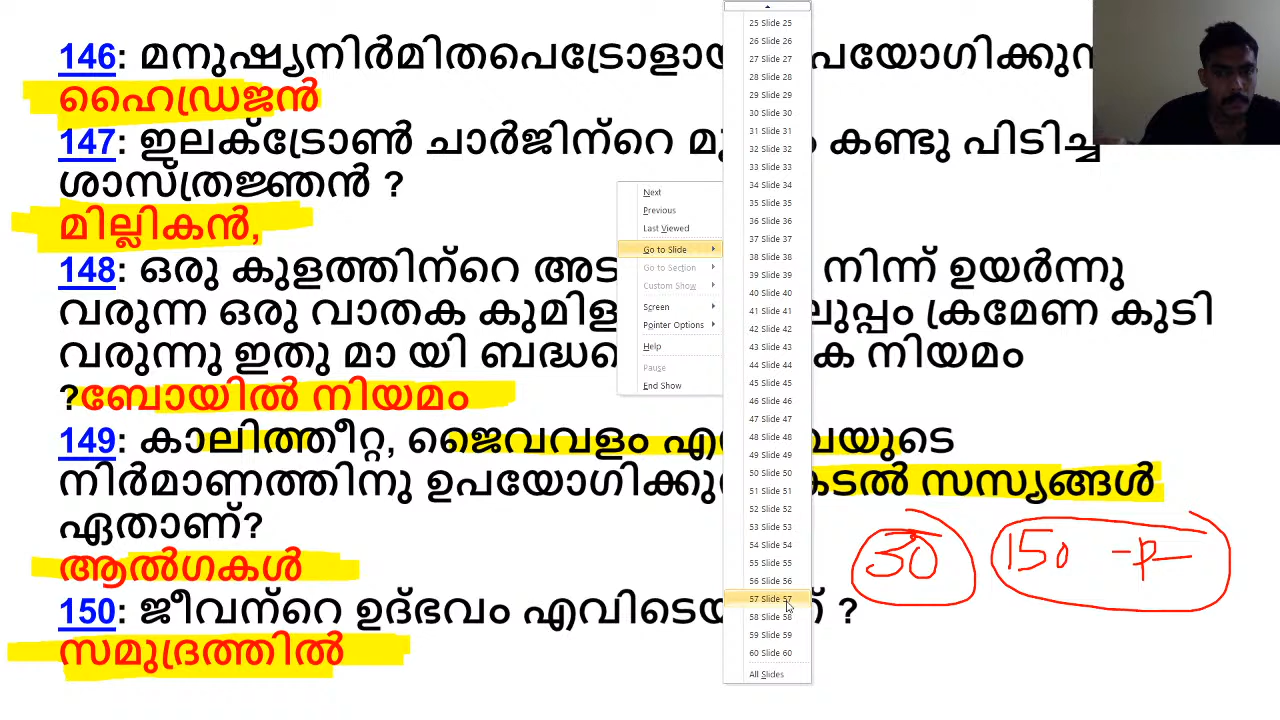 146: മനുഷ്യനിർമിതപെട്രോളായ
ഹൈഡ്രജൻ
147: ഇലക്ട്രോൺ ചാർജിന്റെ കണ്ടു പിടിച്ച
ശാസ്ത്രജ്ഞൻ ?
മില്ലികൻ,
148: ഒരു കുളത്തിന്റെ നിന്ന് ഉയർന്നു
വരുന്ന ഒരു വാതക ക്രമേണ കുടി
വരുന്നു ഇതു മാ യി നിയമം
?ബോയിൽ നിയമം
149: കാലിത്തീറ്റ, ജൈവവളം
നിർമാണത്തിനു കടൽ സസ്യങ്ങൾ
ഏതാണ്?
ആൽഗകൾ
150: ജീവന്റെ ഉദ്ഭവം ?
സമുദ്രത്തിൽ
50 150 -P-
Next
Previous
Last Viewed
Go to Slide
Go to Section
Custom Show
Screen
Pointer Options
Help
Pause
End Show
25 Slide 25
26 Slide 26
27 Slide 27
28 Slide 28
29 Slide 29
30 Slide 30
31 Slide 31
32 Slide 32
33 Slide 33
34 Slide 34
35 Slide 35
36 Slide 36
37 Slide 37
38 Slide 38
39 Slide 39
40 Slide 40
41 Slide 41
42 Slide 42
43 Slide 43
44 Slide 44
45 Slide 45
46 Slide 46
47 Slide 47
48 Slide 48
49 Slide 49
50 Slide 50
51 Slide 51
52 Slide 52
53 Slide 53
54 Slide 54
55 Slide 55
56 Slide 56
57 Slide 57
58 Slide 58
59 Slide 59
60 Slide 60
All Slides